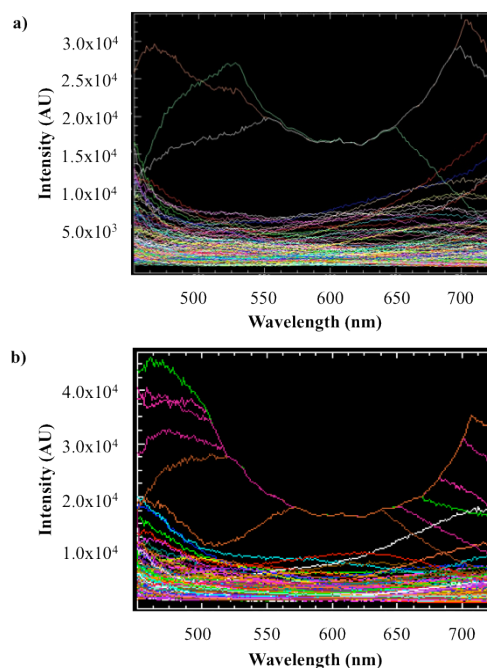 a)
Intensity (AU)
3.0x10⁴
2.5x10⁴
2.0x10⁴
1.5x10⁴
1.0x10⁴
5.0x10³
500 550 600 650 700
Wavelength (nm)
b)
Intensity (AU)
4.0x10⁴
3.0x10⁴
2.0x10⁴
1.0x10⁴
500 550 600 650 700
Wavelength (nm)